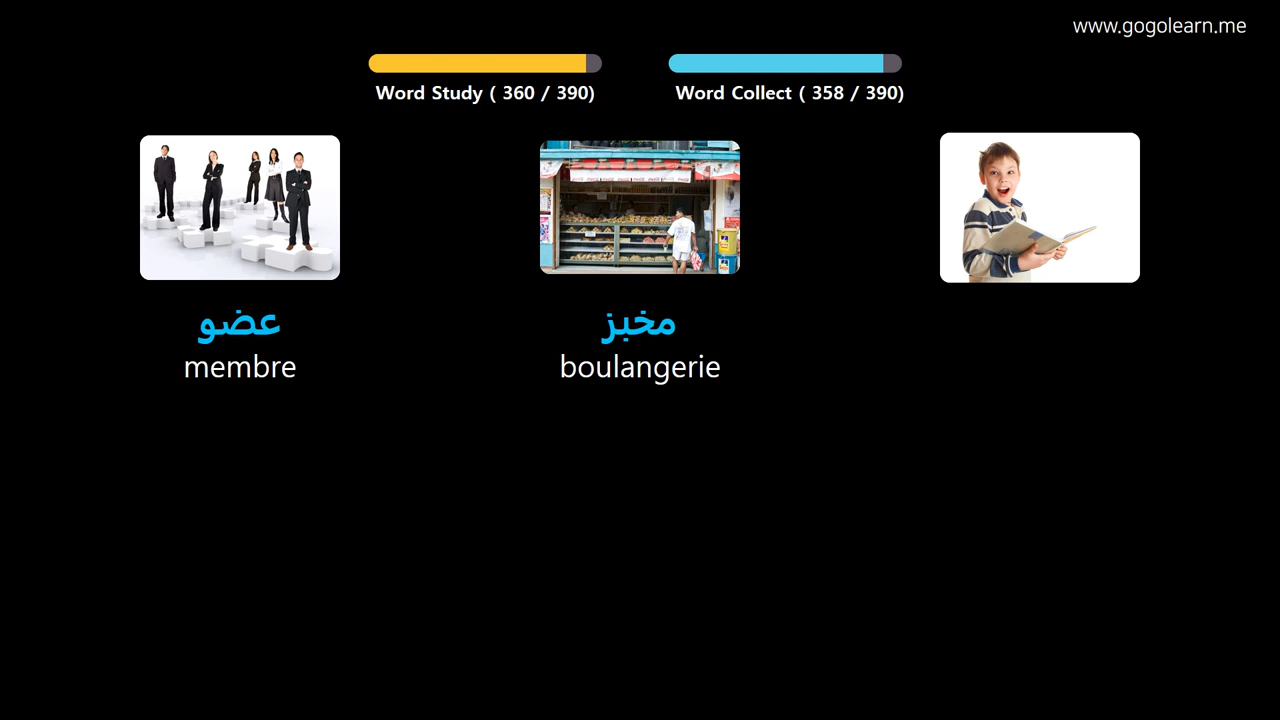 www.gogolearn.me
Word Study ( 360 / 390)
Word Collect ( 358 / 390)
عضو
membre
مخبز
boulangerie